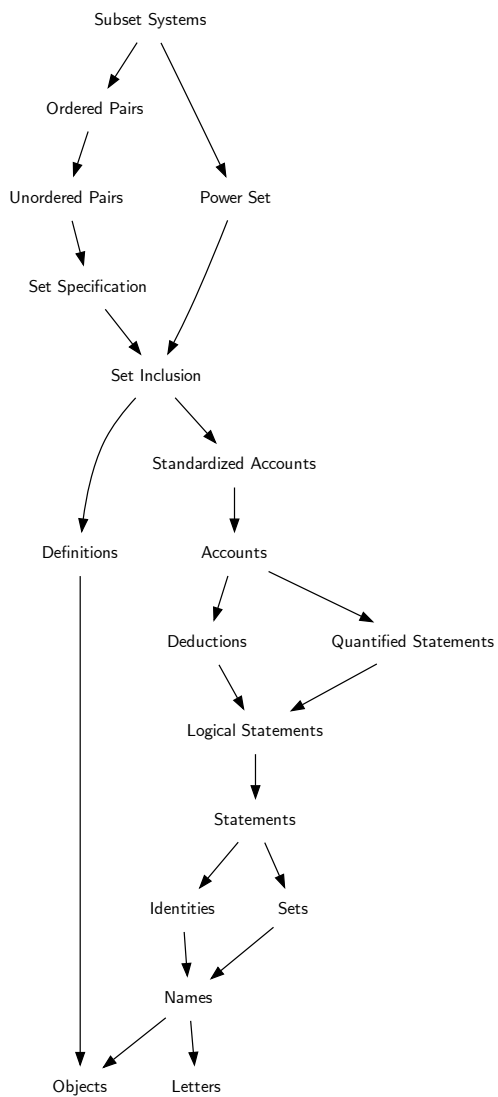 Subset Systems
Ordered Pairs
Unordered Pairs
Power Set
Set Specification
Set Inclusion
Standardized Accounts
Definitions
Accounts
Deductions
Quantified Statements
Logical Statements
Statements
Identities
Sets
Names
Objects
Letters